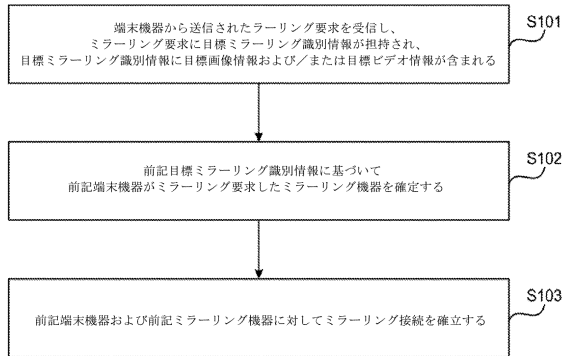 端末機器から送信されたラーリング要求を受信し、
ミラーリング要求に目標ミラーリング識別情報が担持され、
目標ミラーリング識別情報に目標画像情報および/または目標ビデオ情報が含まれる
S101
前記目標ミラーリング識別情報に基づいて
前記端末機器がミラーリング要求したミラーリング機器を確定する
S102
前記端末機器および前記ミラーリング機器に対してミラーリング接続を確立する
S103